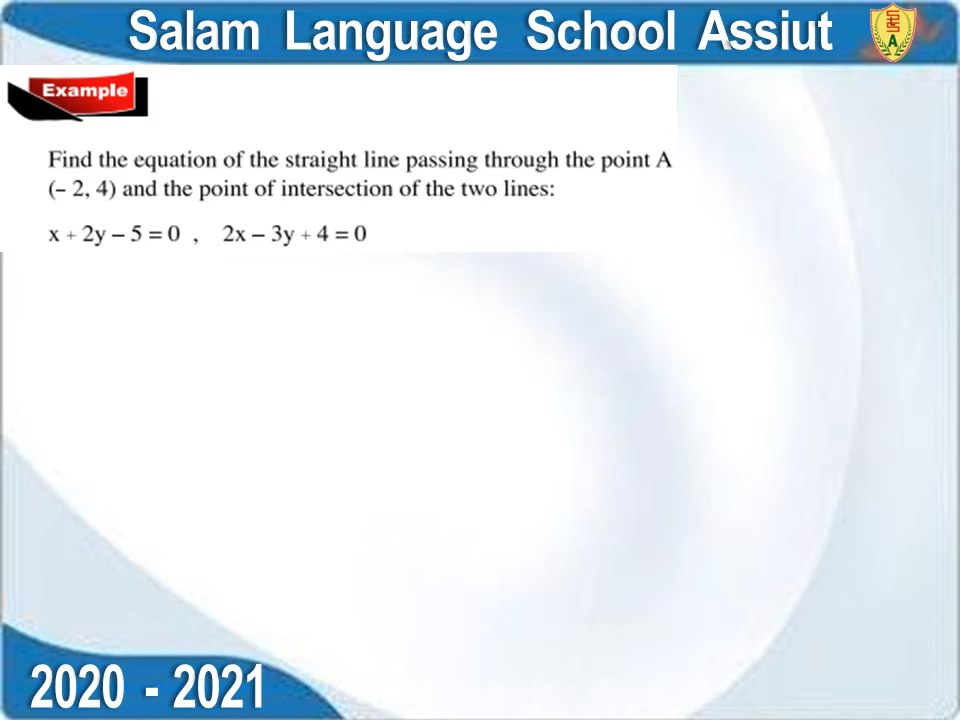 Salam Language School Assiut
A
Example
Find the equation of the straight line passing through the point A
(– 2, 4) and the point of intersection of the two lines:
x + 2y – 5 = 0 , 2x – 3y + 4 = 0
2020 - 2021